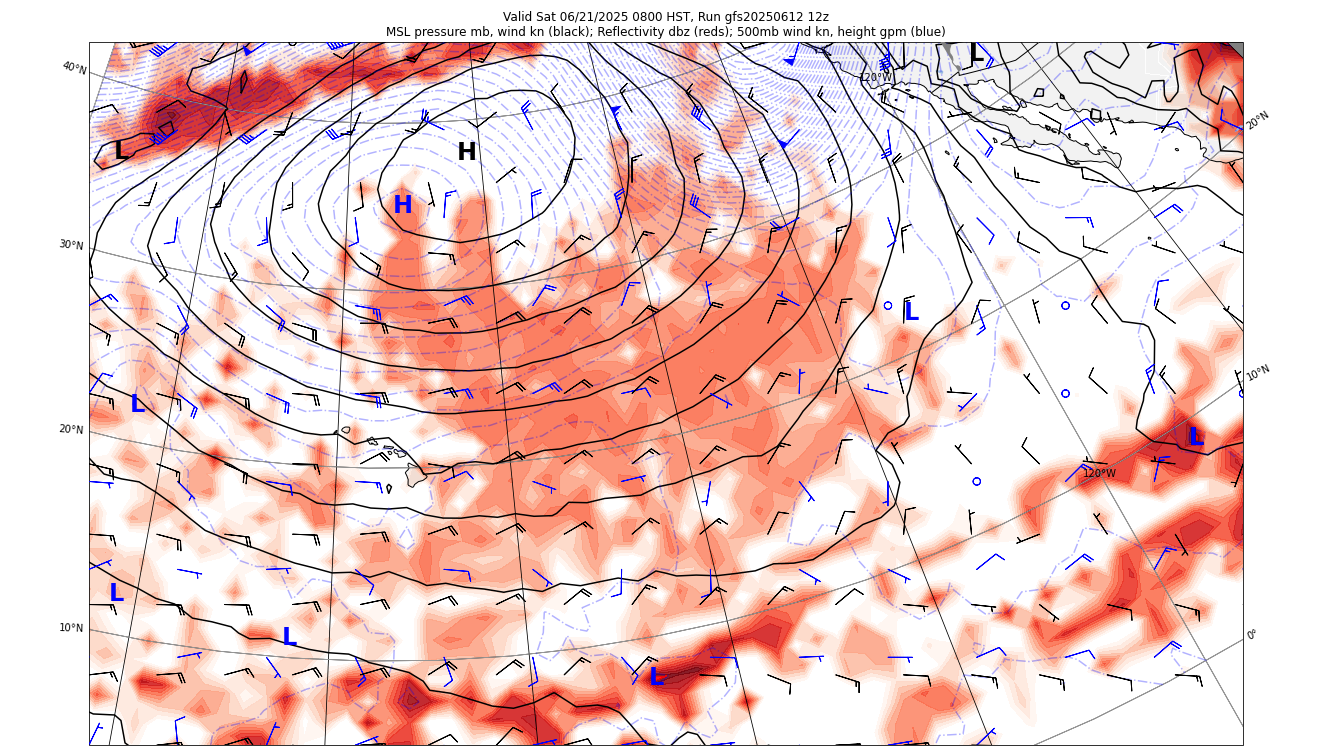 Valid Sat 06/21/2025 0800 HST, Run gfs20250612 12z
MSL pressure mb, wind kn (black); Reflectivity dbz (reds); 500mb wind kn, height gpm (blue)
L
40°N
120°W
20°N
L
H
H
30°N
L
10°N
L
20°N
L
120°W
L
10°N
L
0°
L